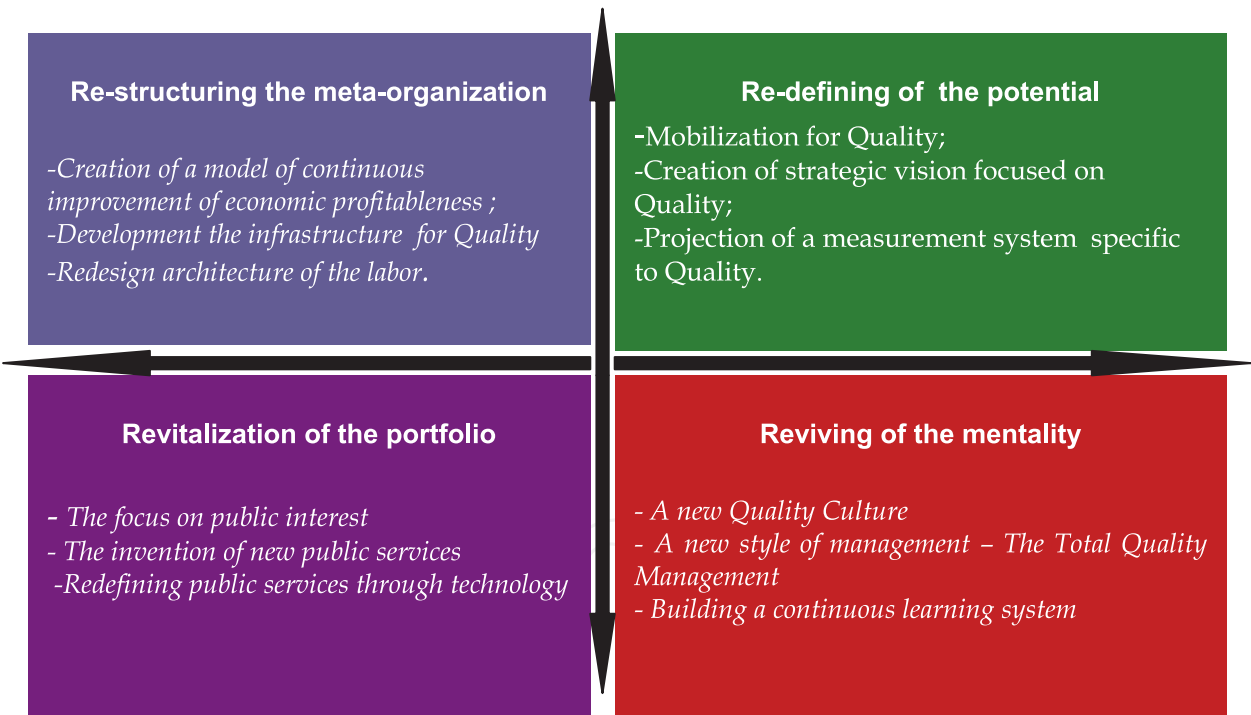 Re-structuring the meta-organization
-Creation of a model of continuous
improvement of economic profitableness ;
-Development the infrastructure for Quality
-Redesign architecture of the labor.
Re-defining of the potential
-Mobilization for Quality;
-Creation of strategic vision focused on
Quality;
-Projection of a measurement system specific
to Quality.
Revitalization of the portfolio
- The focus on public interest
- The invention of new public services
-Redefining public services through technology
Reviving of the mentality
- A new Quality Culture
- A new style of management – The Total Quality
Management
- Building a continuous learning system